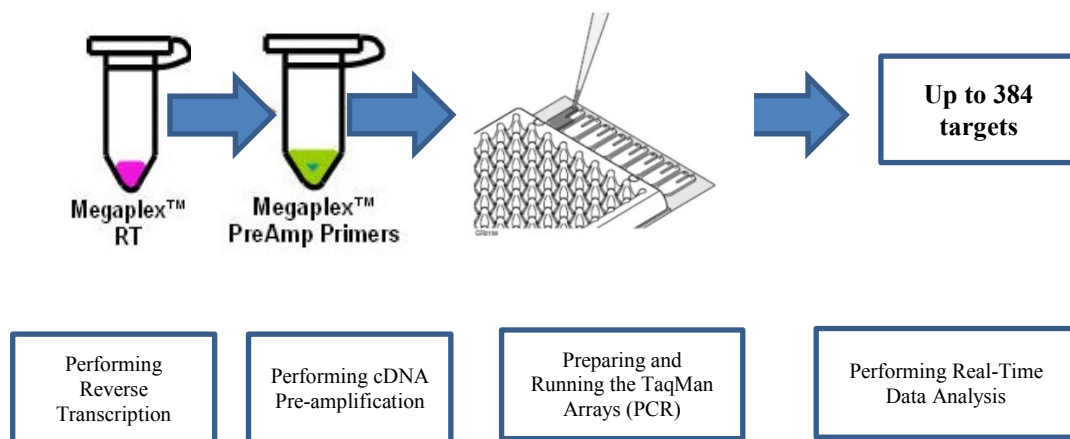 Up to 384
targets
Megaplex™
RT
Megaplex™
PreAmp Primers
Performing
Reverse
Transcription
Performing cDNA
Pre-amplification
Preparing and
Running the TaqMan
Arrays (PCR)
Performing Real-Time
Data Analysis